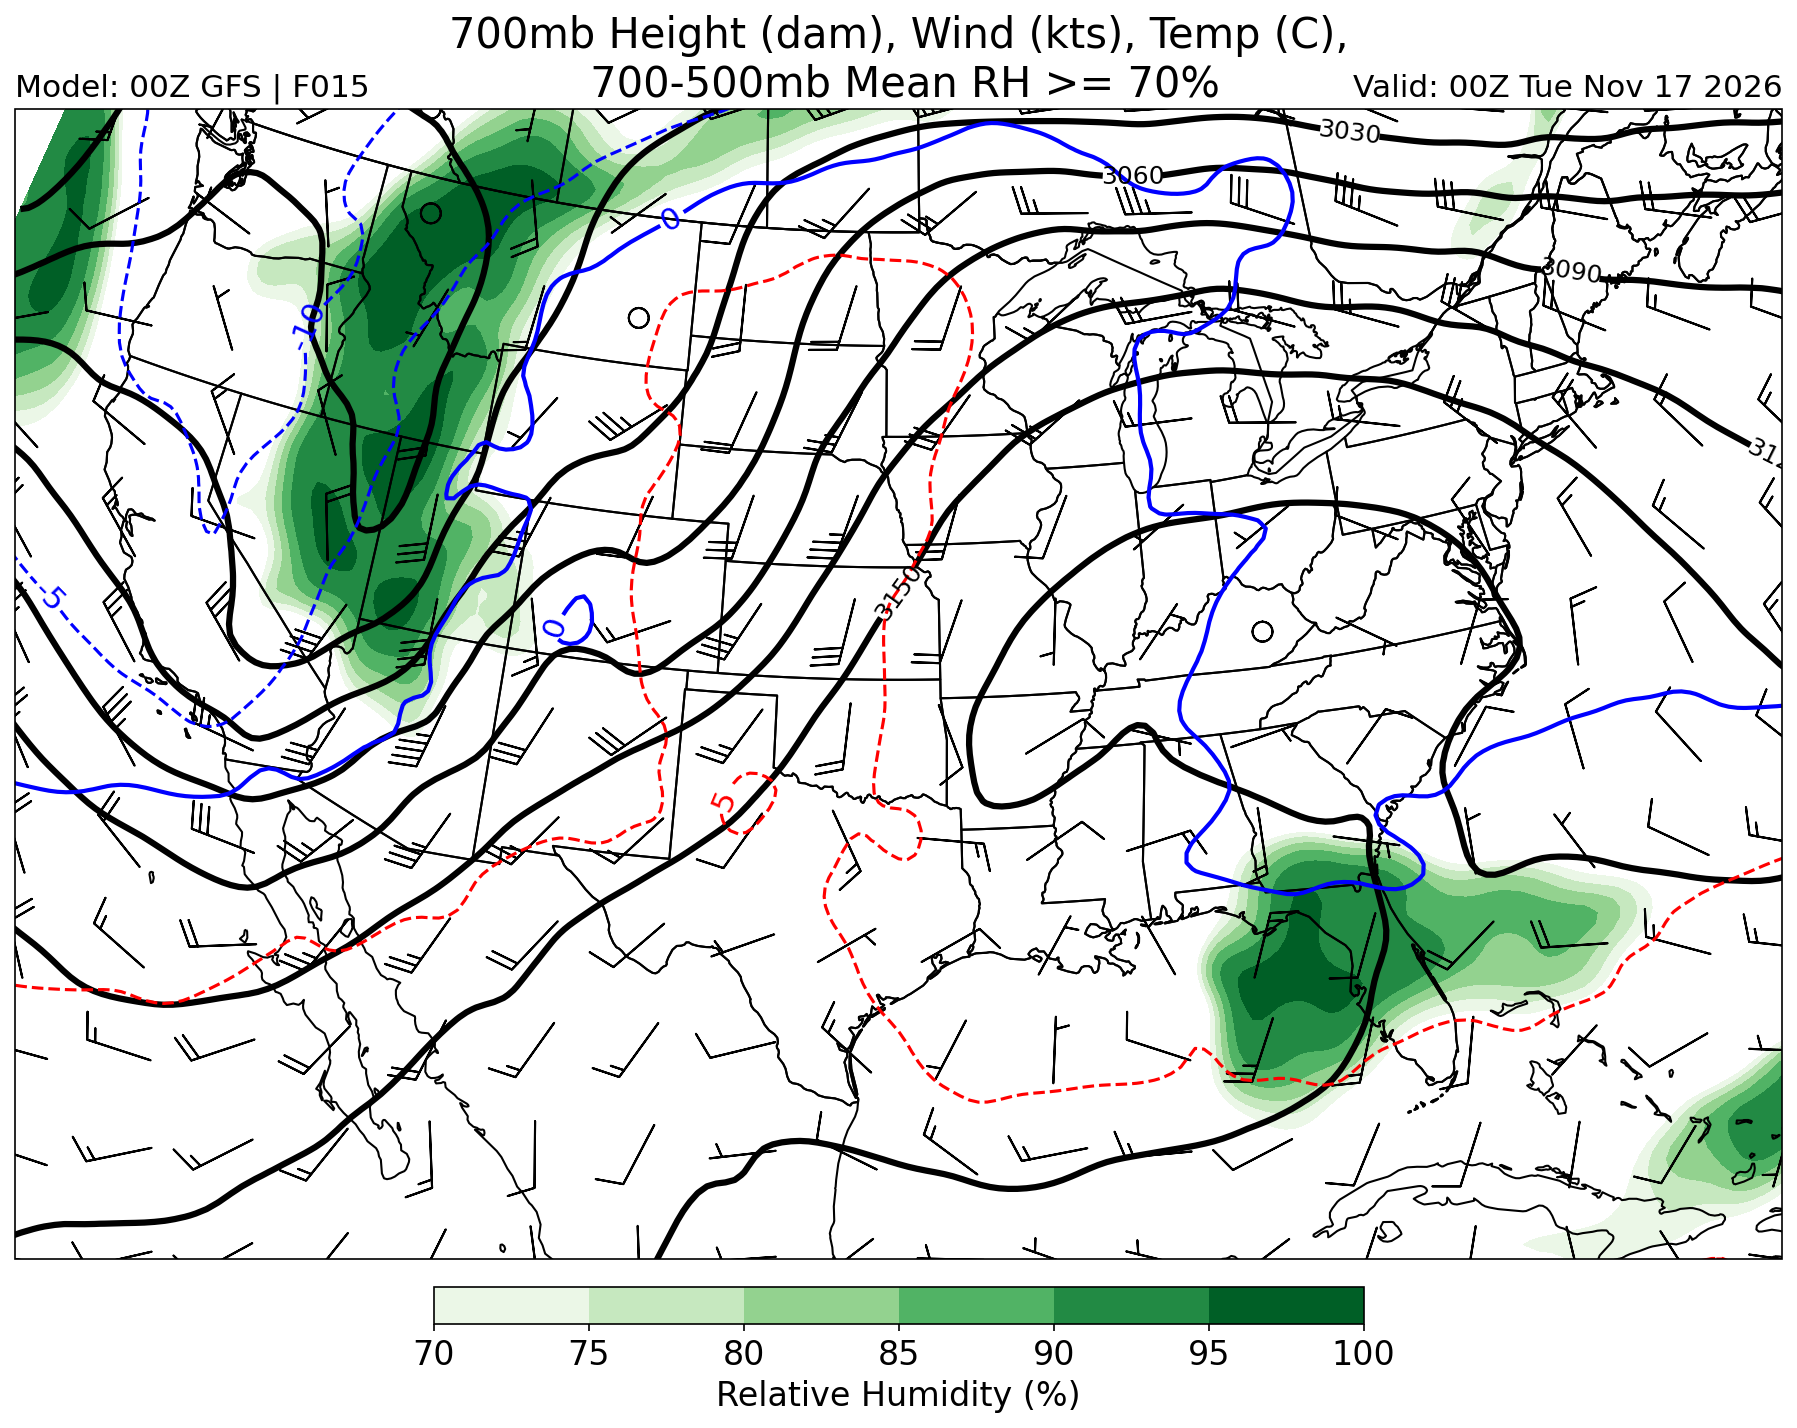 700mb Height (dam), Wind (kts), Temp (C),
Model: 00Z GFS | F015
700-500mb Mean RH >= 70%
Valid: 00Z Tue Nov 17 2026
3030
3060
0
3090
-10
3150
-5
0
5
70 75 80 85 90 95 100
Relative Humidity (%)